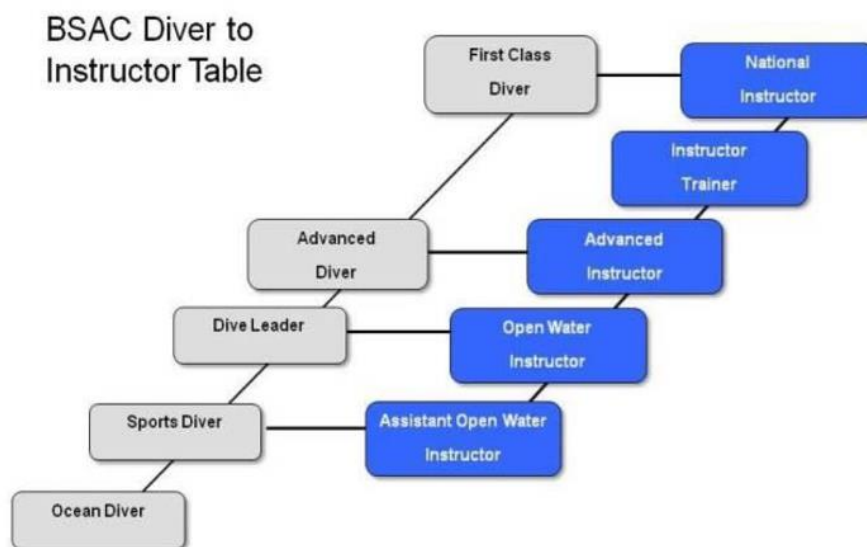 BSAC Diver to
Instructor Table
First Class
Diver
National
Instructor
Instructor
Trainer
Advanced
Diver
Advanced
Instructor
Dive Leader
Open Water
Instructor
Sports Diver
Assistant Open Water
Instructor
Ocean Diver